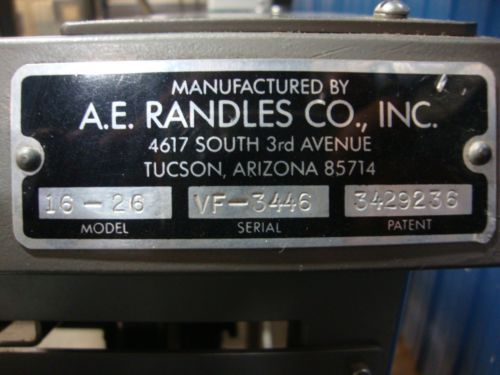 MANUFACTURED BY
A.E. RANDLES CO., INC.
4617 SOUTH 3rd AVENUE
TUCSON, ARIZONA 85714
16-26 VF-3446 3429236
MODEL SERIAL PATENT